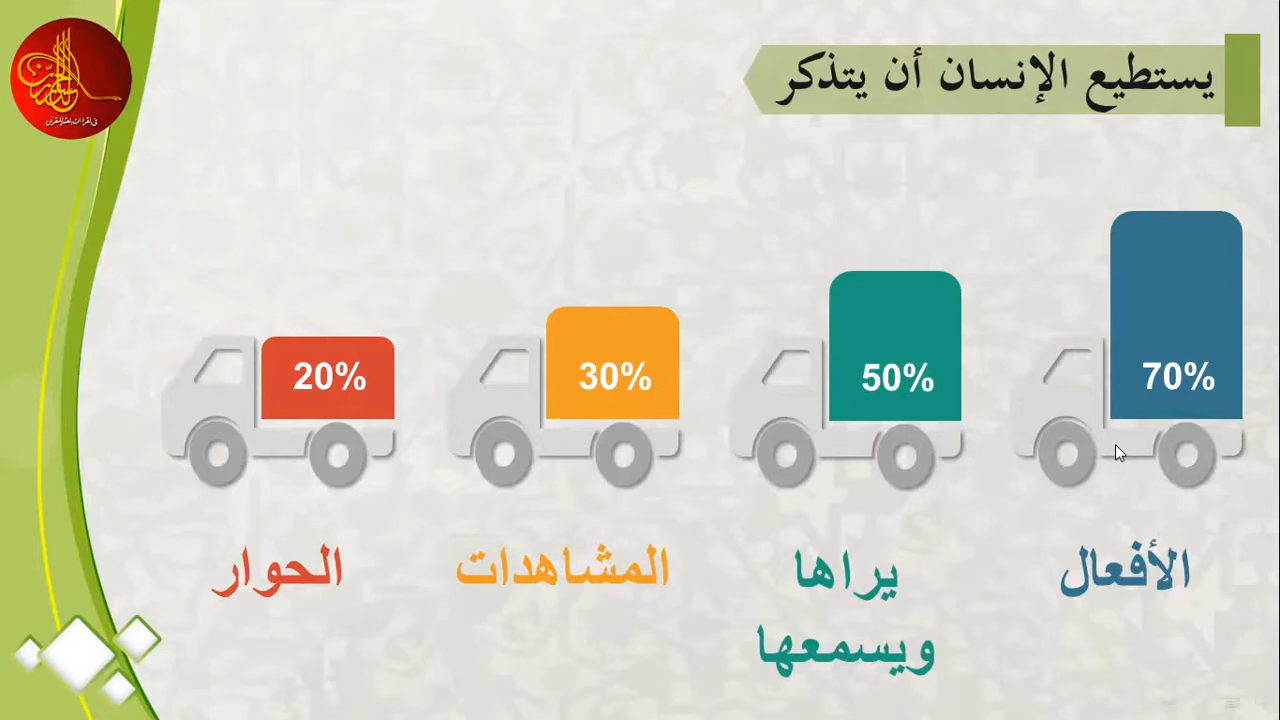 يستطيع الإنسان أن يتذكر
70%
50%
30%
20%
الأفعال
يراها
ويسمعها
المشاهدات
الحوار